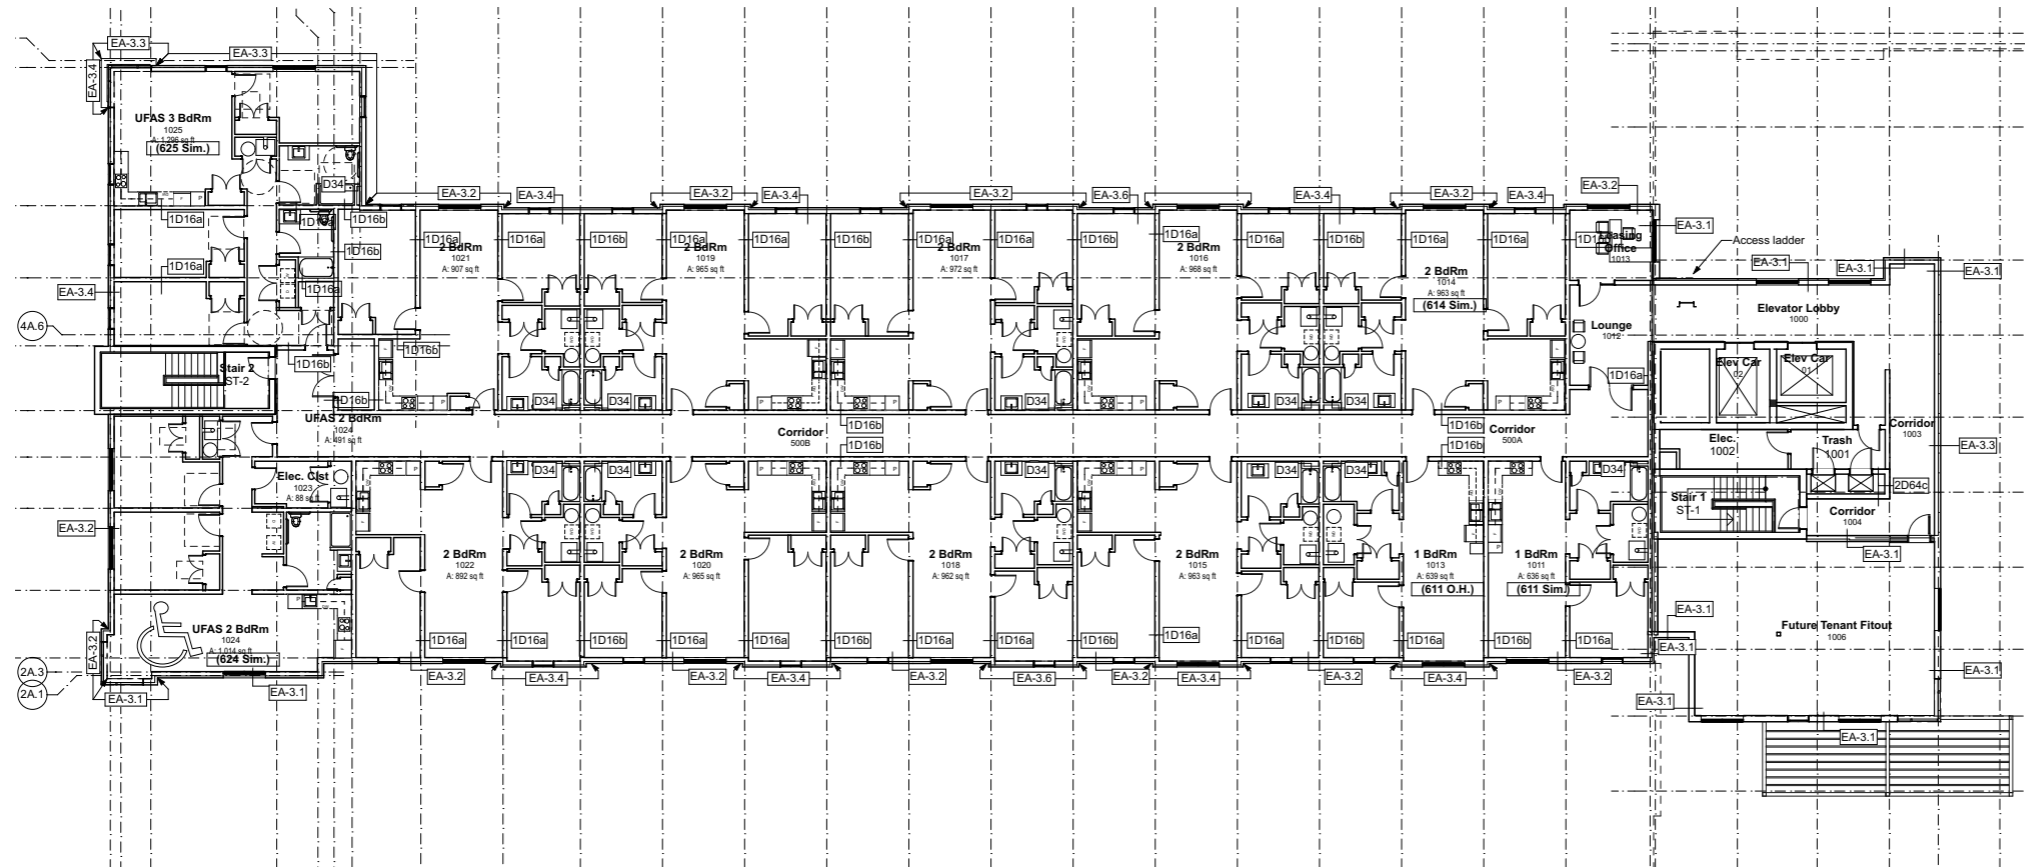 EA-3.3
EA-3.3
EA-3.4
UFAS 3 BdRm
1025
A: 1,296 sq ft
(625 Sim.)
D34
1D16a
1D16a
1D16b
1D16b
1D16a
1D16a
EA-3.4
4A.6
1D16b
Stair 2
ST-2
1D16b
1D16b
EA-3.2
EA-3.4
EA-3.2
EA-3.4
EA-3.2
EA-3.6
EA-3.4
EA-3.2
EA-3.4
EA-3.2
1D16a
2 BdRm
1021
A: 907 sq ft
1D16a
1D16b
1D16a
2 BdRm
1019
A: 965 sq ft
1D16a
1D16b
1D16a
2 BdRm
1017
A: 972 sq ft
1D16a
1D16b
1D16a
2 BdRm
1016
A: 968 sq ft
1D16a
1D16b
1D16a
2 BdRm
1014
A: 963 sq ft
(614 Sim.)
1D16a
Leasing
Office
1013
EA-3.1
Access ladder
EA-3.1
EA-3.1
EA-3.1
Elevator Lobby
1000
Lounge
1012
1D16a
Elev Car
02
Elev Car
01
D34
D34
D34
D34
D34
UFAS 2 BdRm
1024
A: 491 sq ft
Corridor
500B
1D16b
1D16b
1D16b
1D16b
Corridor
500A
Elec.
1002
Trash
1001
Corridor
1003
EA-3.3
2D64c
Stair 1
ST-1
Corridor
1004
EA-3.1
Elec. Clst
1023
A: 88 sq ft
D34
D34
D34
D34
D34
EA-3.2
2 BdRm
1022
A: 892 sq ft
2 BdRm
1020
A: 965 sq ft
2 BdRm
1018
A: 962 sq ft
2 BdRm
1015
A: 963 sq ft
1 BdRm
1013
A: 639 sq ft
(611 O.H.)
1 BdRm
1011
A: 636 sq ft
(611 Sim.)
EA-3.1
Future Tenant Fitout
1006
UFAS 2 BdRm
1024
A: 1,014 sq ft
(624 Sim.)
EA-3.2
1D16a
1D16a
1D16b
1D16a
1D16a
1D16b
1D16a
1D16a
1D16b
1D16a
1D16a
1D16b
1D16a
1D16b
1D16a
EA-3.1
2A.3
2A.1
EA-3.1
EA-3.1
EA-3.2
EA-3.4
EA-3.2
EA-3.4
EA-3.2
EA-3.6
EA-3.2
EA-3.4
EA-3.2
EA-3.4
EA-3.2
EA-3.1
EA-3.1
EA-3.1